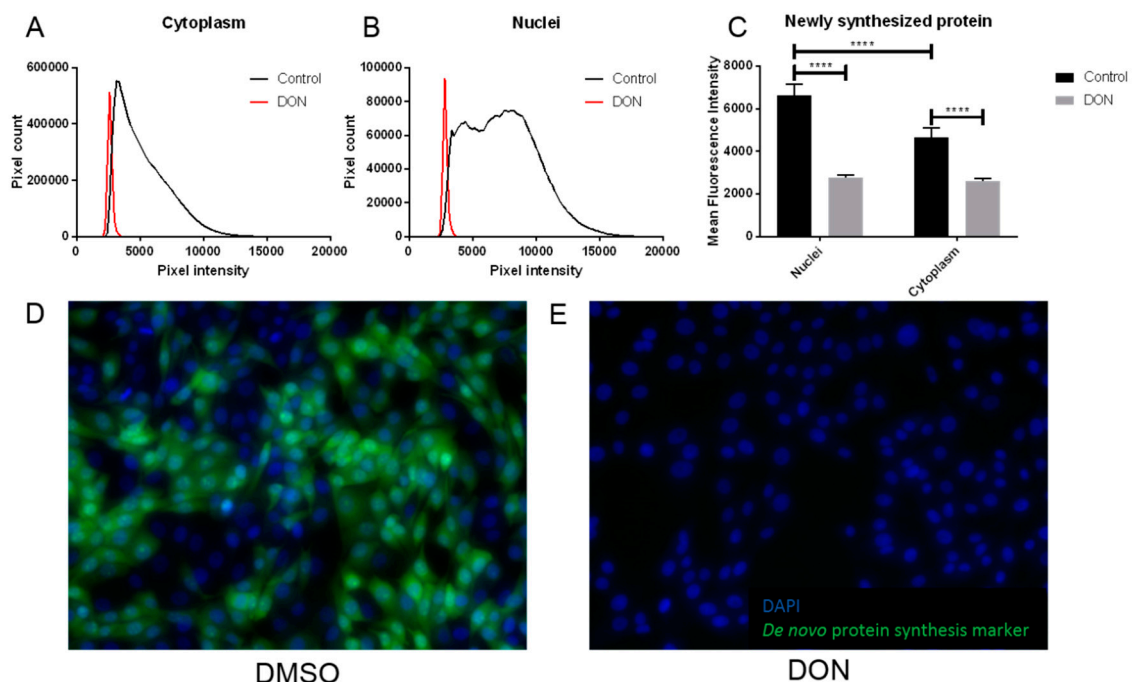 A
Cytoplasm
Pixel count
600000
400000
200000
0
0 5000 10000 15000 20000
Pixel intensity
Control
DON
B
Nuclei
Pixel count
100000
80000
60000
40000
20000
0
0 5000 10000 15000 20000
Pixel intensity
Control
DON
C
Newly synthesized protein
Mean Fluorescence Intensity
8000
6000
4000
2000
0
****
****
****
Nuclei
Cytoplasm
Control
DON
D
DMSO
E
DAPI
De novo protein synthesis marker
DON